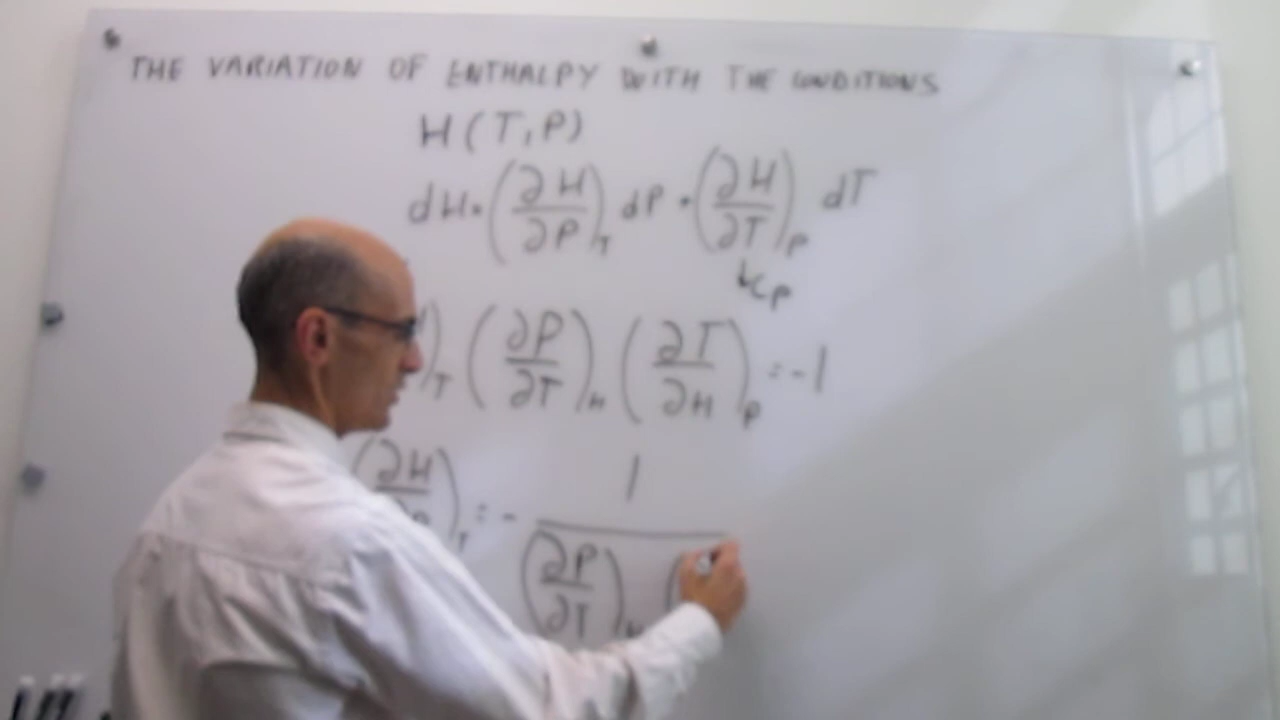 THE VARIATION OF ENTHALPY WITH THE CONDITIONS
H(T,P)
dH = (∂H/∂P)_T dP + (∂H/∂T)_P dT
↳ C_P
)_T (∂P/∂T)_H (∂T/∂H)_P = -1
(∂H/∂P)_T = - 1/((∂P/∂T)_H (